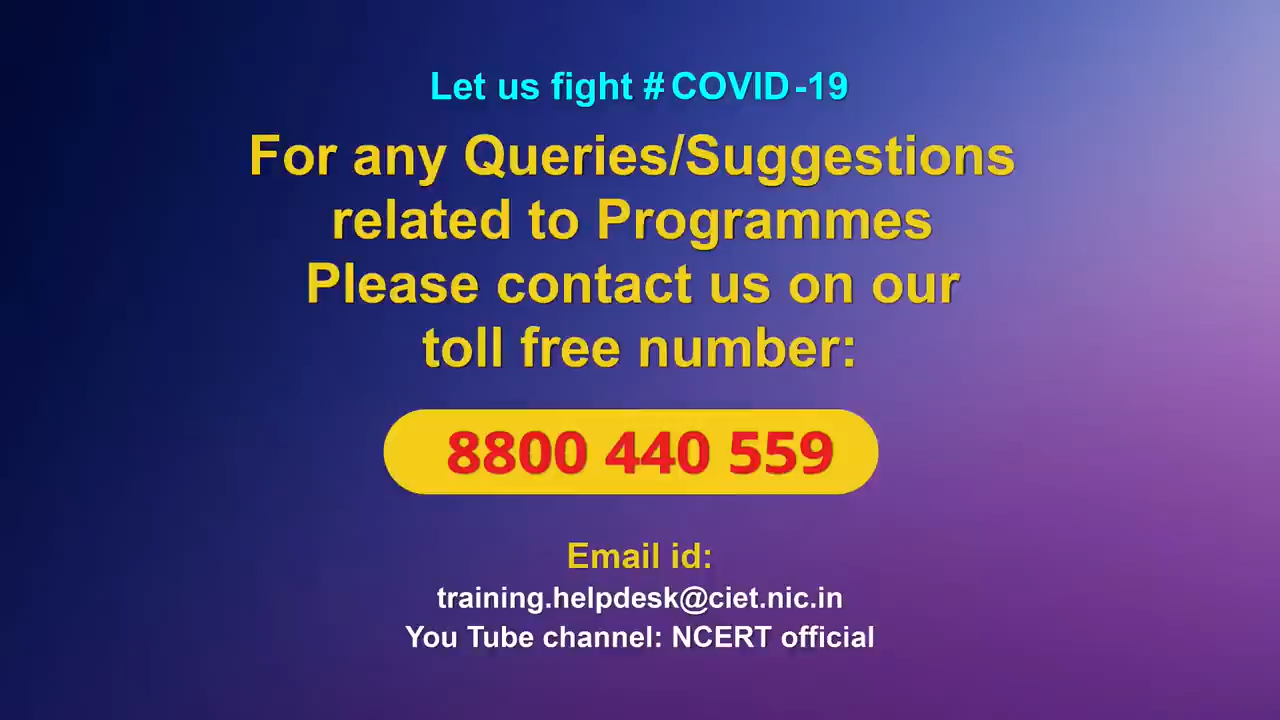 Let us fight #COVID-19
For any Queries/Suggestions
related to Programmes
Please contact us on our
toll free number:
8800 440 559
Email id:
training.helpdesk@ciet.nic.in
You Tube channel: NCERT official